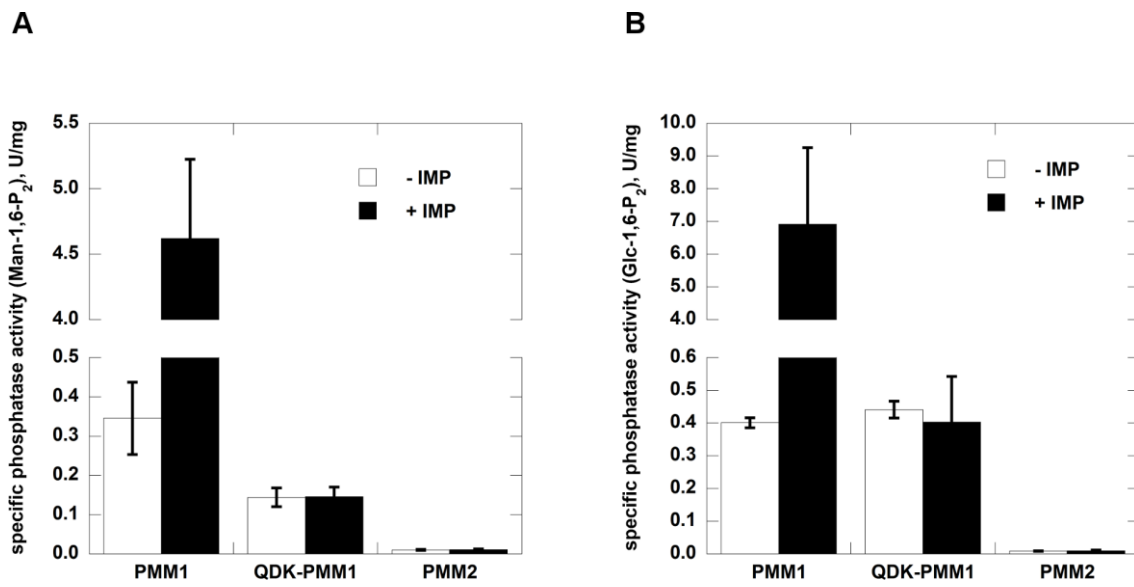 A
specific phosphatase activity (Man-1,6-P2), U/mg
5.5
5.0
4.5
4.0
0.5
0.4
0.3
0.2
0.1
0.0
- IMP
+ IMP
PMM1 QDK-PMM1 PMM2
B
specific phosphatase activity (Glc-1,6-P2), U/mg
10.0
9.0
8.0
7.0
6.0
5.0
4.0
0.6
0.5
0.4
0.3
0.2
0.1
0.0
- IMP
+ IMP
PMM1 QDK-PMM1 PMM2